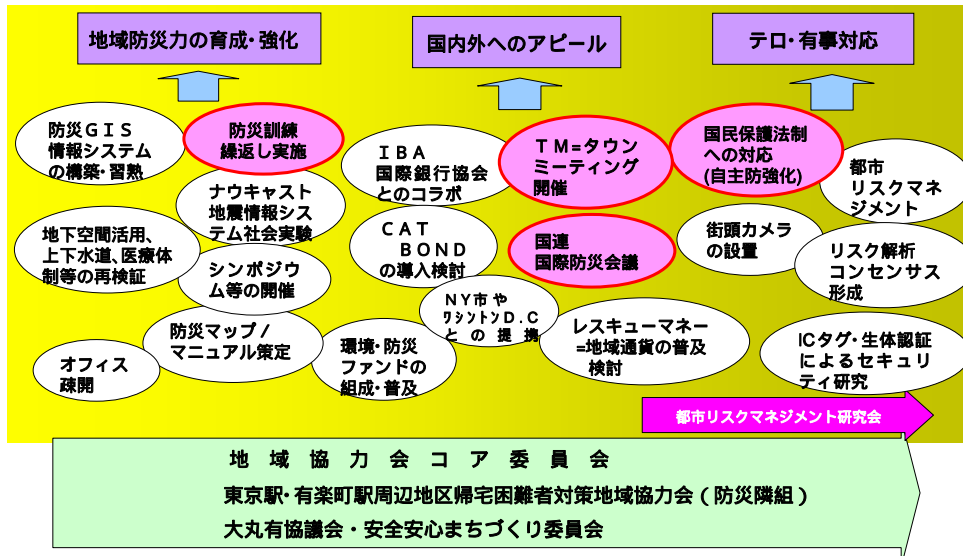 地域防災力の育成・強化
国内外へのアピール
テロ・有事対応
防災ＧＩＳ
情報システム
の構築・習熟
防災訓練
繰返し実施
ナウキャスト
地震情報シス
テム社会実験
地下空間活用、
上下水道、医療体
制等の再検証
シンポジウ
ム等の開催
防災マップ／
マニュアル策定
オフィス
疎開
ＩＢＡ
国際銀行協会
とのコラボ
ＴＭ=タウン
ミーティング
開催
ＣＡＴ
ＢＯＮＤ
の導入検討
国連
国際防災会議
ＮＹ市や
ﾜｼﾝﾄﾝＤ.Ｃ
との提携
環境・防災
ファンドの
組成・普及
レスキューマネー
=地域通貨の普及
検討
国民保護法制
への対応
(自主防強化)
都市
リスクマネ
ジメント
街頭カメラ
の設置
リスク解析
コンセンサス
形成
ICタグ・生体認証
によるセキュリ
ティ研究
都市リスクマネジメント研究会
地域協力会コア委員会
東京駅・有楽町駅周辺地区帰宅困難者対策地域協力会（防災隣組）
大丸有協議会・安全安心まちづくり委員会